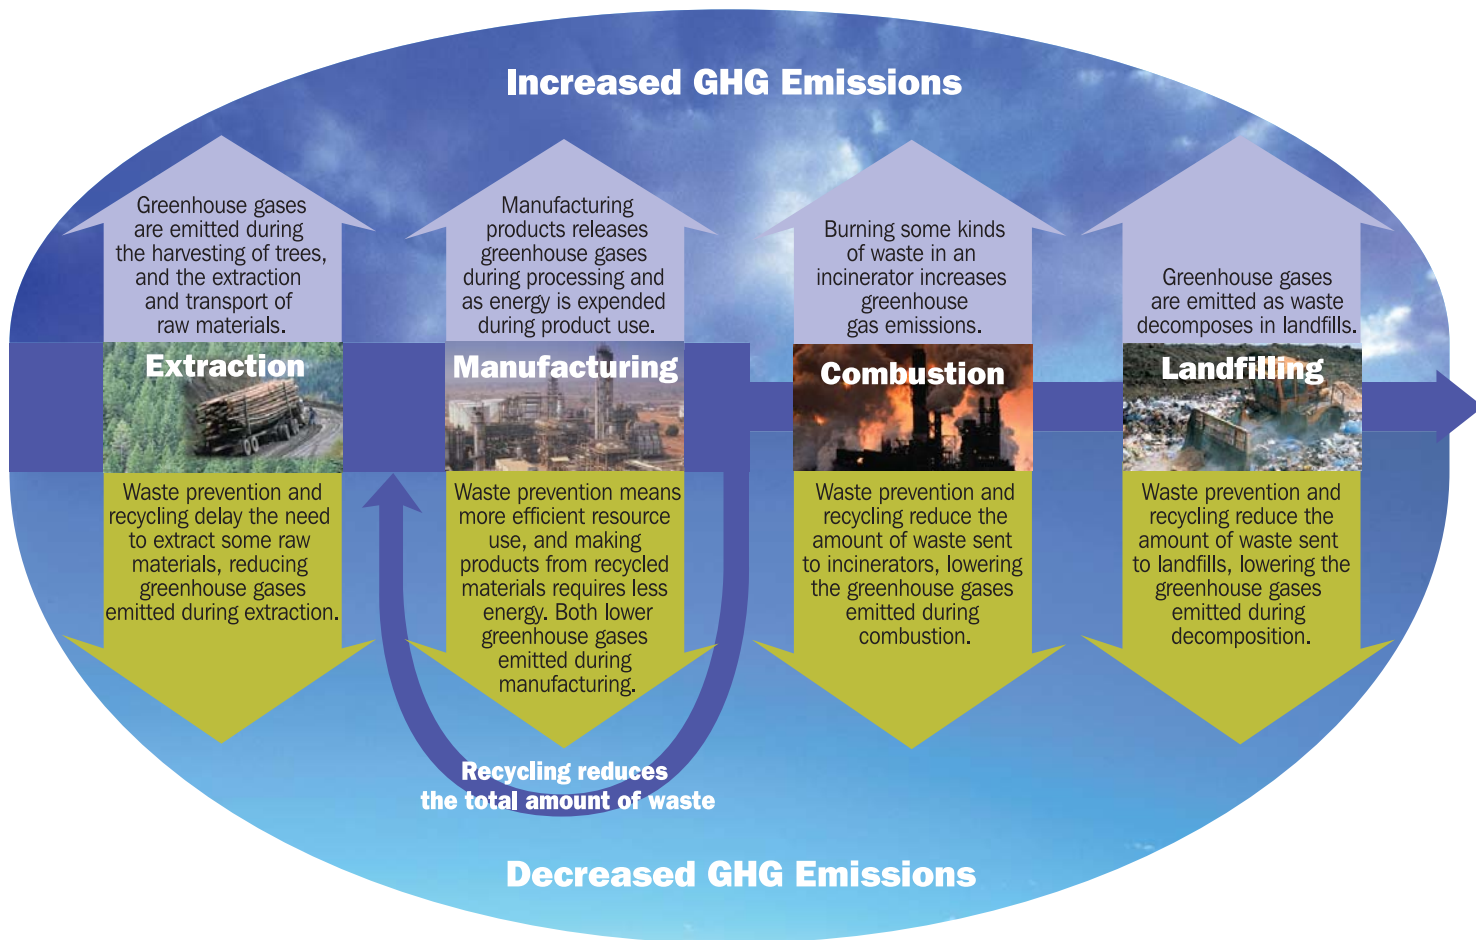 Increased GHG Emissions
Greenhouse gases
are emitted during
the harvesting of trees,
and the extraction
and transport of
raw materials.
Manufacturing
products releases
greenhouse gases
during processing and
as energy is expended
during product use.
Burning some kinds
of waste in an
incinerator increases
greenhouse
gas emissions.
Greenhouse gases
are emitted as waste
decomposes in landfills.
Extraction
Manufacturing
Combustion
Landfilling
Waste prevention and
recycling delay the need
to extract some raw
materials, reducing
greenhouse gases
emitted during extraction.
Waste prevention means
more efficient resource
use, and making
products from recycled
materials requires less
energy. Both lower
greenhouse gases
emitted during
manufacturing.
Waste prevention and
recycling reduce the
amount of waste sent
to incinerators, lowering
the greenhouse gases
emitted during
combustion.
Waste prevention and
recycling reduce the
amount of waste sent
to landfills, lowering the
greenhouse gases
emitted during
decomposition.
Recycling reduces
the total amount of waste
Decreased GHG Emissions